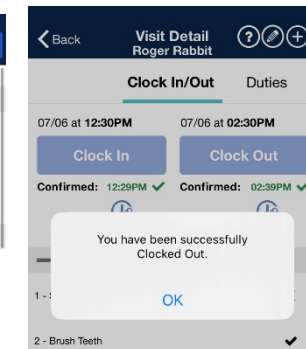 Back Visit Detail
Roger Rabbit
Clock In/Out Duties
07/06 at 12:30PM 07/06 at 02:30PM
Clock In Clock Out
Confirmed: 12:29PM Confirmed: 02:39PM
You have been successfully
Clocked Out.
OK
1 -
2 - Brush Teeth